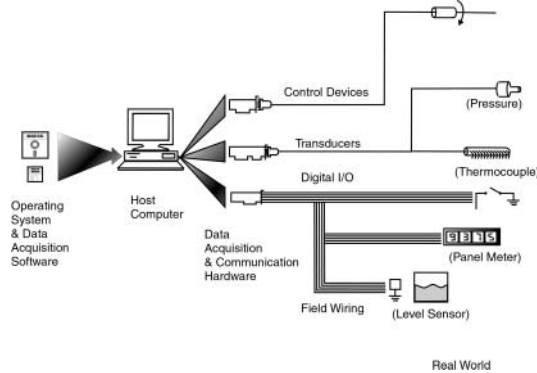 Control Devices
(Pressure)
Transducers
(Thermocouple)
Digital I/O
Operating
System
& Data
Acquisition
Software
Host
Computer
Data
Acquisition
& Communication
Hardware
9375
(Panel Meter)
Field Wiring
(Level Sensor)
Real World